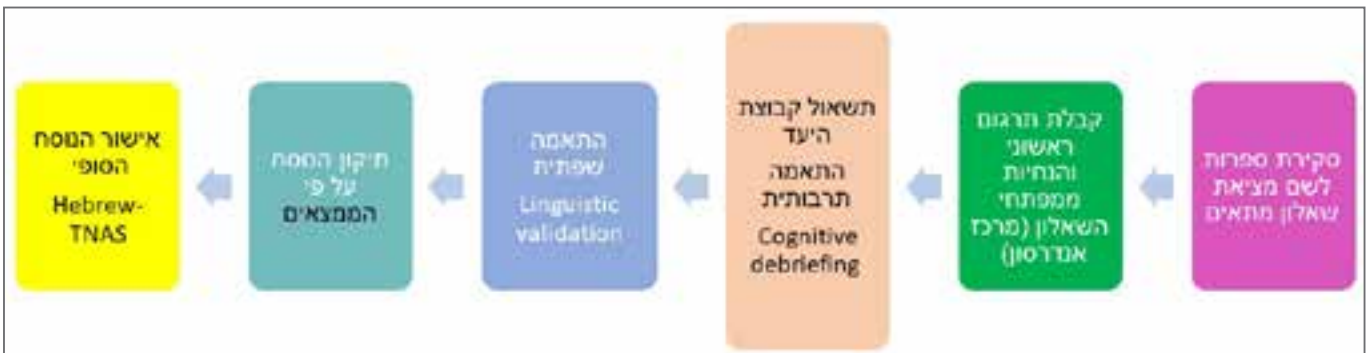 סקירת ספרות
לשם מציאת
שאלון מתאים
קבלת תרגום
ראשוני
והנחיות
ממפתחי
השאלון (מרכז
אנדרסון)
תשאול קבוצת
היעד
התאמה
תרבותית
Cognitive
debriefing
התאמה
שפתית
Linguistic
validation
תיקון הנוסח
על פי
הממצאים
אישור הנוסח
הסופי
Hebrew-
TNAS